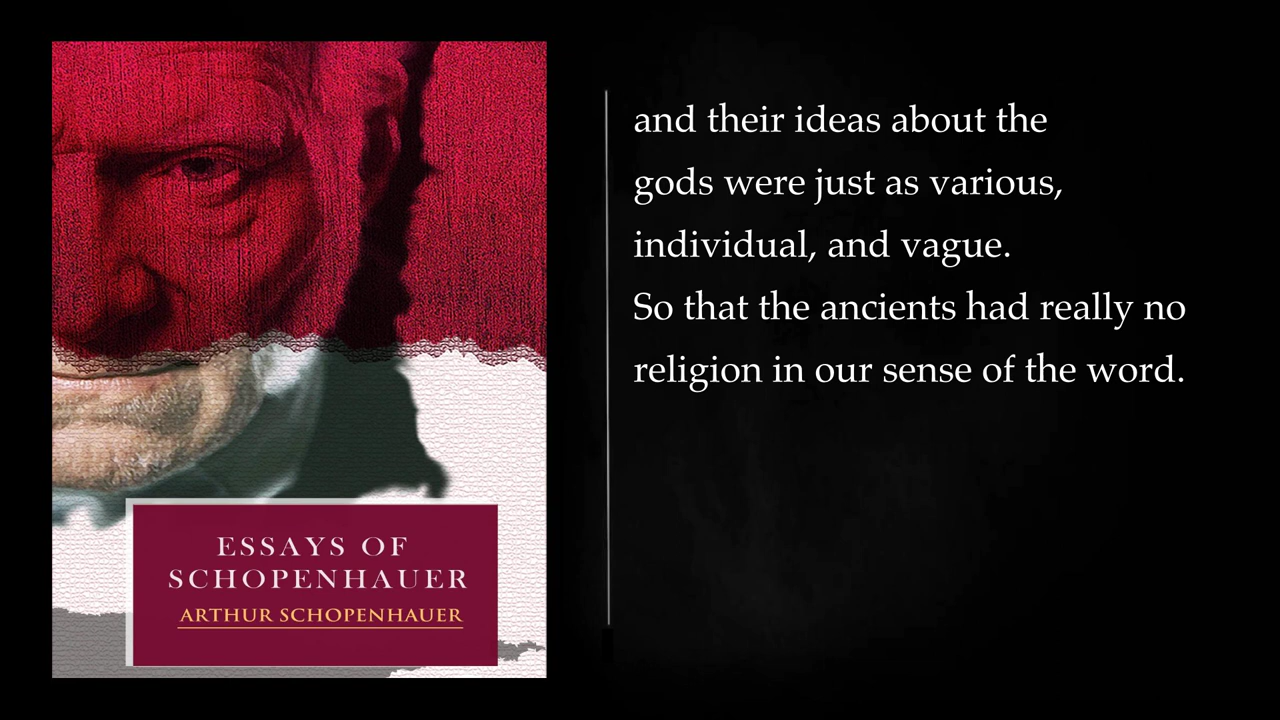 ESSAYS OF
SCHOPENHAUER
ARTHUR SCHOPENHAUER
and their ideas about the
gods were just as various,
individual, and vague.
So that the ancients had really no
religion in our sense of the word.